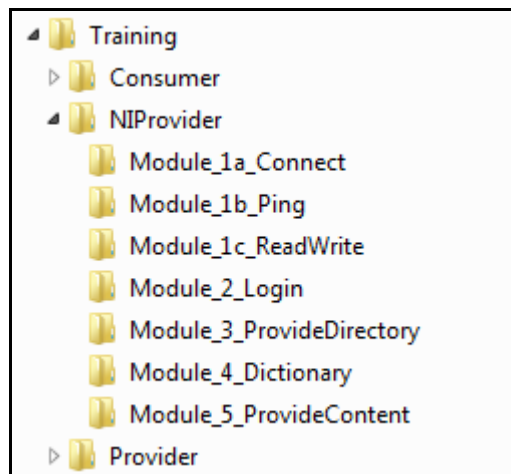 Training
Consumer
NIProvider
Module_1a_Connect
Module_1b_Ping
Module_1c_ReadWrite
Module_2_Login
Module_3_ProvideDirectory
Module_4_Dictionary
Module_5_ProvideContent
Provider